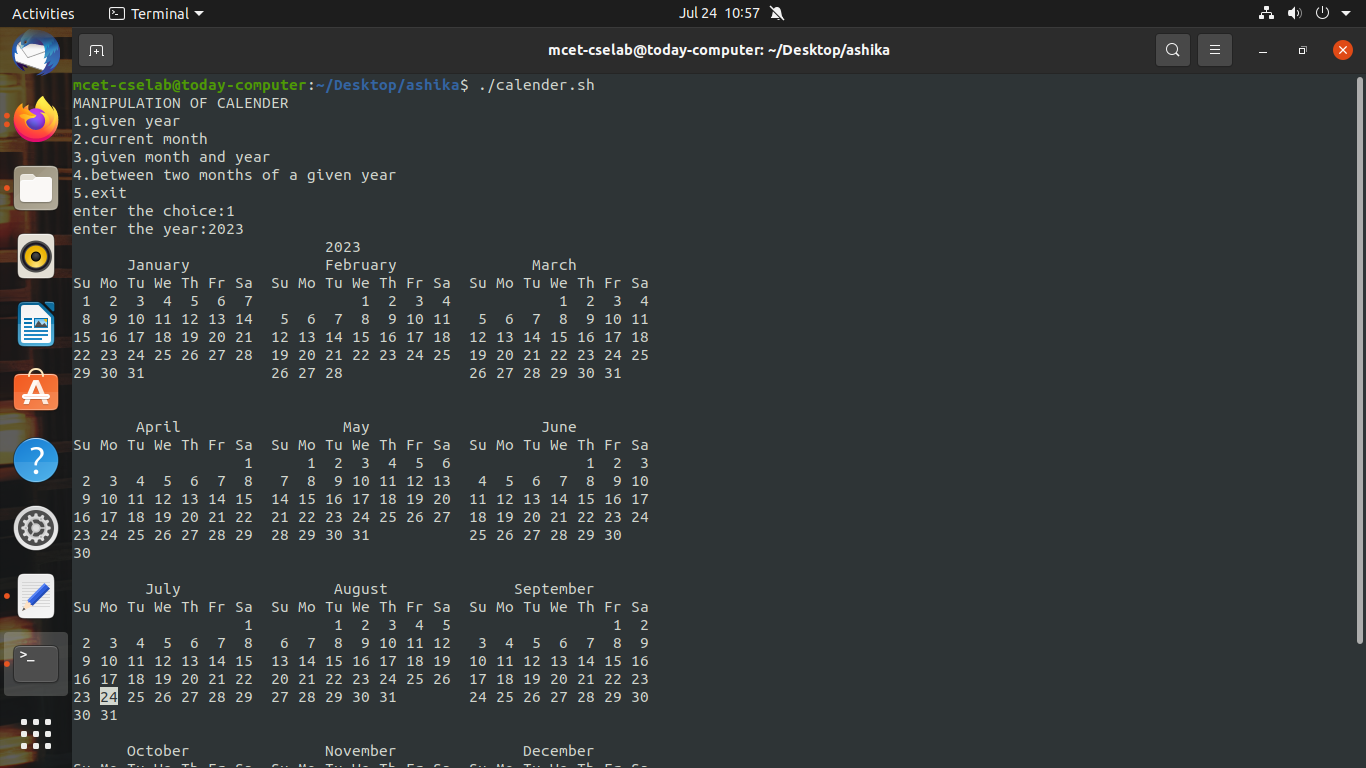 Activities Terminal Jul 24 10:57
mcet-cselab@today-computer: ~/Desktop/ashika
mcet-cselab@today-computer:~/Desktop/ashika$ ./calender.sh
MANIPULATION OF CALENDER
1.given year
2.current month
3.given month and year
4.between two months of a given year
5.exit
enter the choice:1
enter the year:2023
                            2023
      January               February               March
Su Mo Tu We Th Fr Sa  Su Mo Tu We Th Fr Sa  Su Mo Tu We Th Fr Sa
 1  2  3  4  5  6  7            1  2  3  4            1  2  3  4
 8  9 10 11 12 13 14   5  6  7  8  9 10 11   5  6  7  8  9 10 11
15 16 17 18 19 20 21  12 13 14 15 16 17 18  12 13 14 15 16 17 18
22 23 24 25 26 27 28  19 20 21 22 23 24 25  19 20 21 22 23 24 25
29 30 31              26 27 28              26 27 28 29 30 31
       April                  May                   June
Su Mo Tu We Th Fr Sa  Su Mo Tu We Th Fr Sa  Su Mo Tu We Th Fr Sa
                   1      1  2  3  4  5  6               1  2  3
 2  3  4  5  6  7  8   7  8  9 10 11 12 13   4  5  6  7  8  9 10
 9 10 11 12 13 14 15  14 15 16 17 18 19 20  11 12 13 14 15 16 17
16 17 18 19 20 21 22  21 22 23 24 25 26 27  18 19 20 21 22 23 24
23 24 25 26 27 28 29  28 29 30 31           25 26 27 28 29 30
30
        July                 August              September
Su Mo Tu We Th Fr Sa  Su Mo Tu We Th Fr Sa  Su Mo Tu We Th Fr Sa
                   1         1  2  3  4  5                  1  2
 2  3  4  5  6  7  8   6  7  8  9 10 11 12   3  4  5  6  7  8  9
 9 10 11 12 13 14 15  13 14 15 16 17 18 19  10 11 12 13 14 15 16
16 17 18 19 20 21 22  20 21 22 23 24 25 26  17 18 19 20 21 22 23
23 24 25 26 27 28 29  27 28 29 30 31        24 25 26 27 28 29 30
30 31
      October               November              December